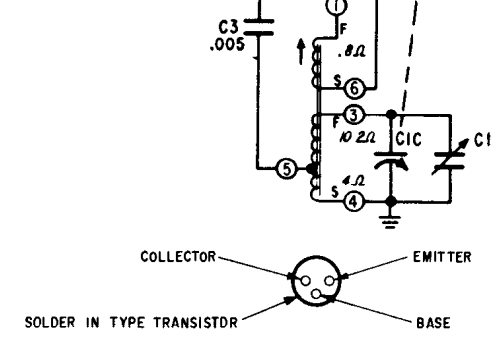 1
F
C3
.005
.8Ω
S
6
F
3
10.2Ω
C1C
C1
5
S
.4Ω
4
COLLECTOR
EMITTER
SOLDER IN TYPE TRANSISTOR
BASE